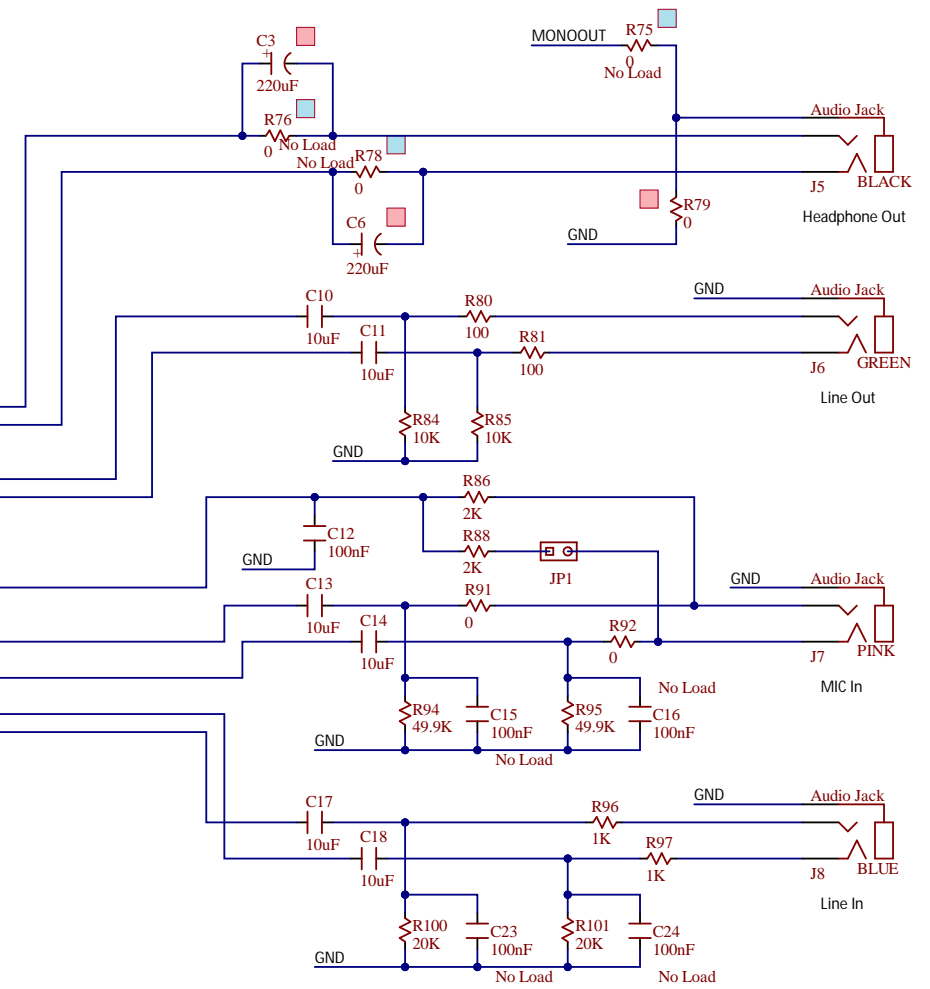 C3
+
220uF
R76
0
No Load
No Load
R78
0
C6
+
220uF
MONOOUT
R75
0
No Load
R79
0
GND
Audio Jack
J5
BLACK
Headphone Out
C10
10uF
C11
10uF
R80
100
R81
100
R84
10K
R85
10K
GND
GND
Audio Jack
J6
GREEN
Line Out
R86
2K
C12
100nF
GND
R88
2K
JP1
C13
10uF
C14
10uF
R91
0
R92
0
GND
Audio Jack
J7
PINK
MIC In
R94
49.9K
C15
100nF
No Load
R95
49.9K
No Load
C16
100nF
GND
C17
10uF
C18
10uF
R96
1K
R97
1K
GND
Audio Jack
J8
BLUE
Line In
R100
20K
C23
100nF
No Load
R101
20K
C24
100nF
No Load
GND